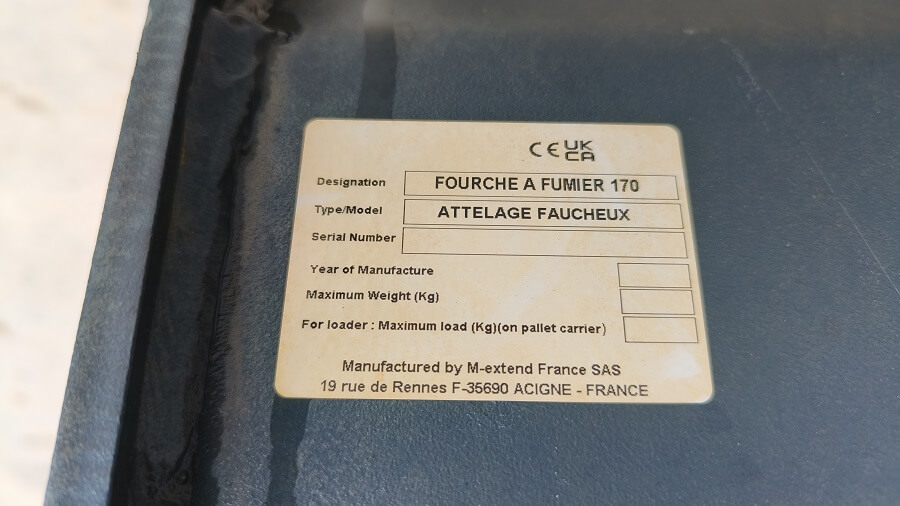 CE UK
CA
Designation FOURCHE A FUMIER 170
Type/Model ATTELAGE FAUCHEUX
Serial Number
Year of Manufacture
Maximum Weight (Kg)
For loader : Maximum load (Kg)(on pallet carrier)
Manufactured by M-extend France SAS
19 rue de Rennes F-35690 ACIGNE - FRANCE